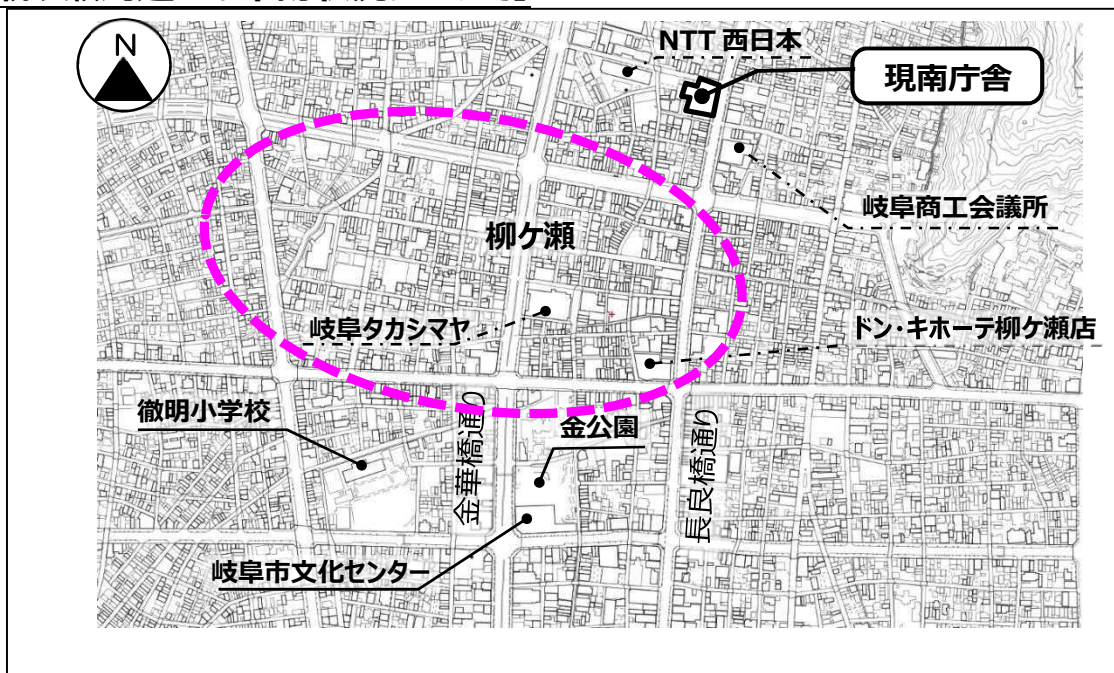 N
NTT 西日本
現南庁舎
岐阜商工会議所
柳ケ瀬
岐阜タカシマヤ
ドン・キホーテ柳ケ瀬店
徹明小学校
金華橋通り
金公園
長良橋通り
岐阜市文化センター